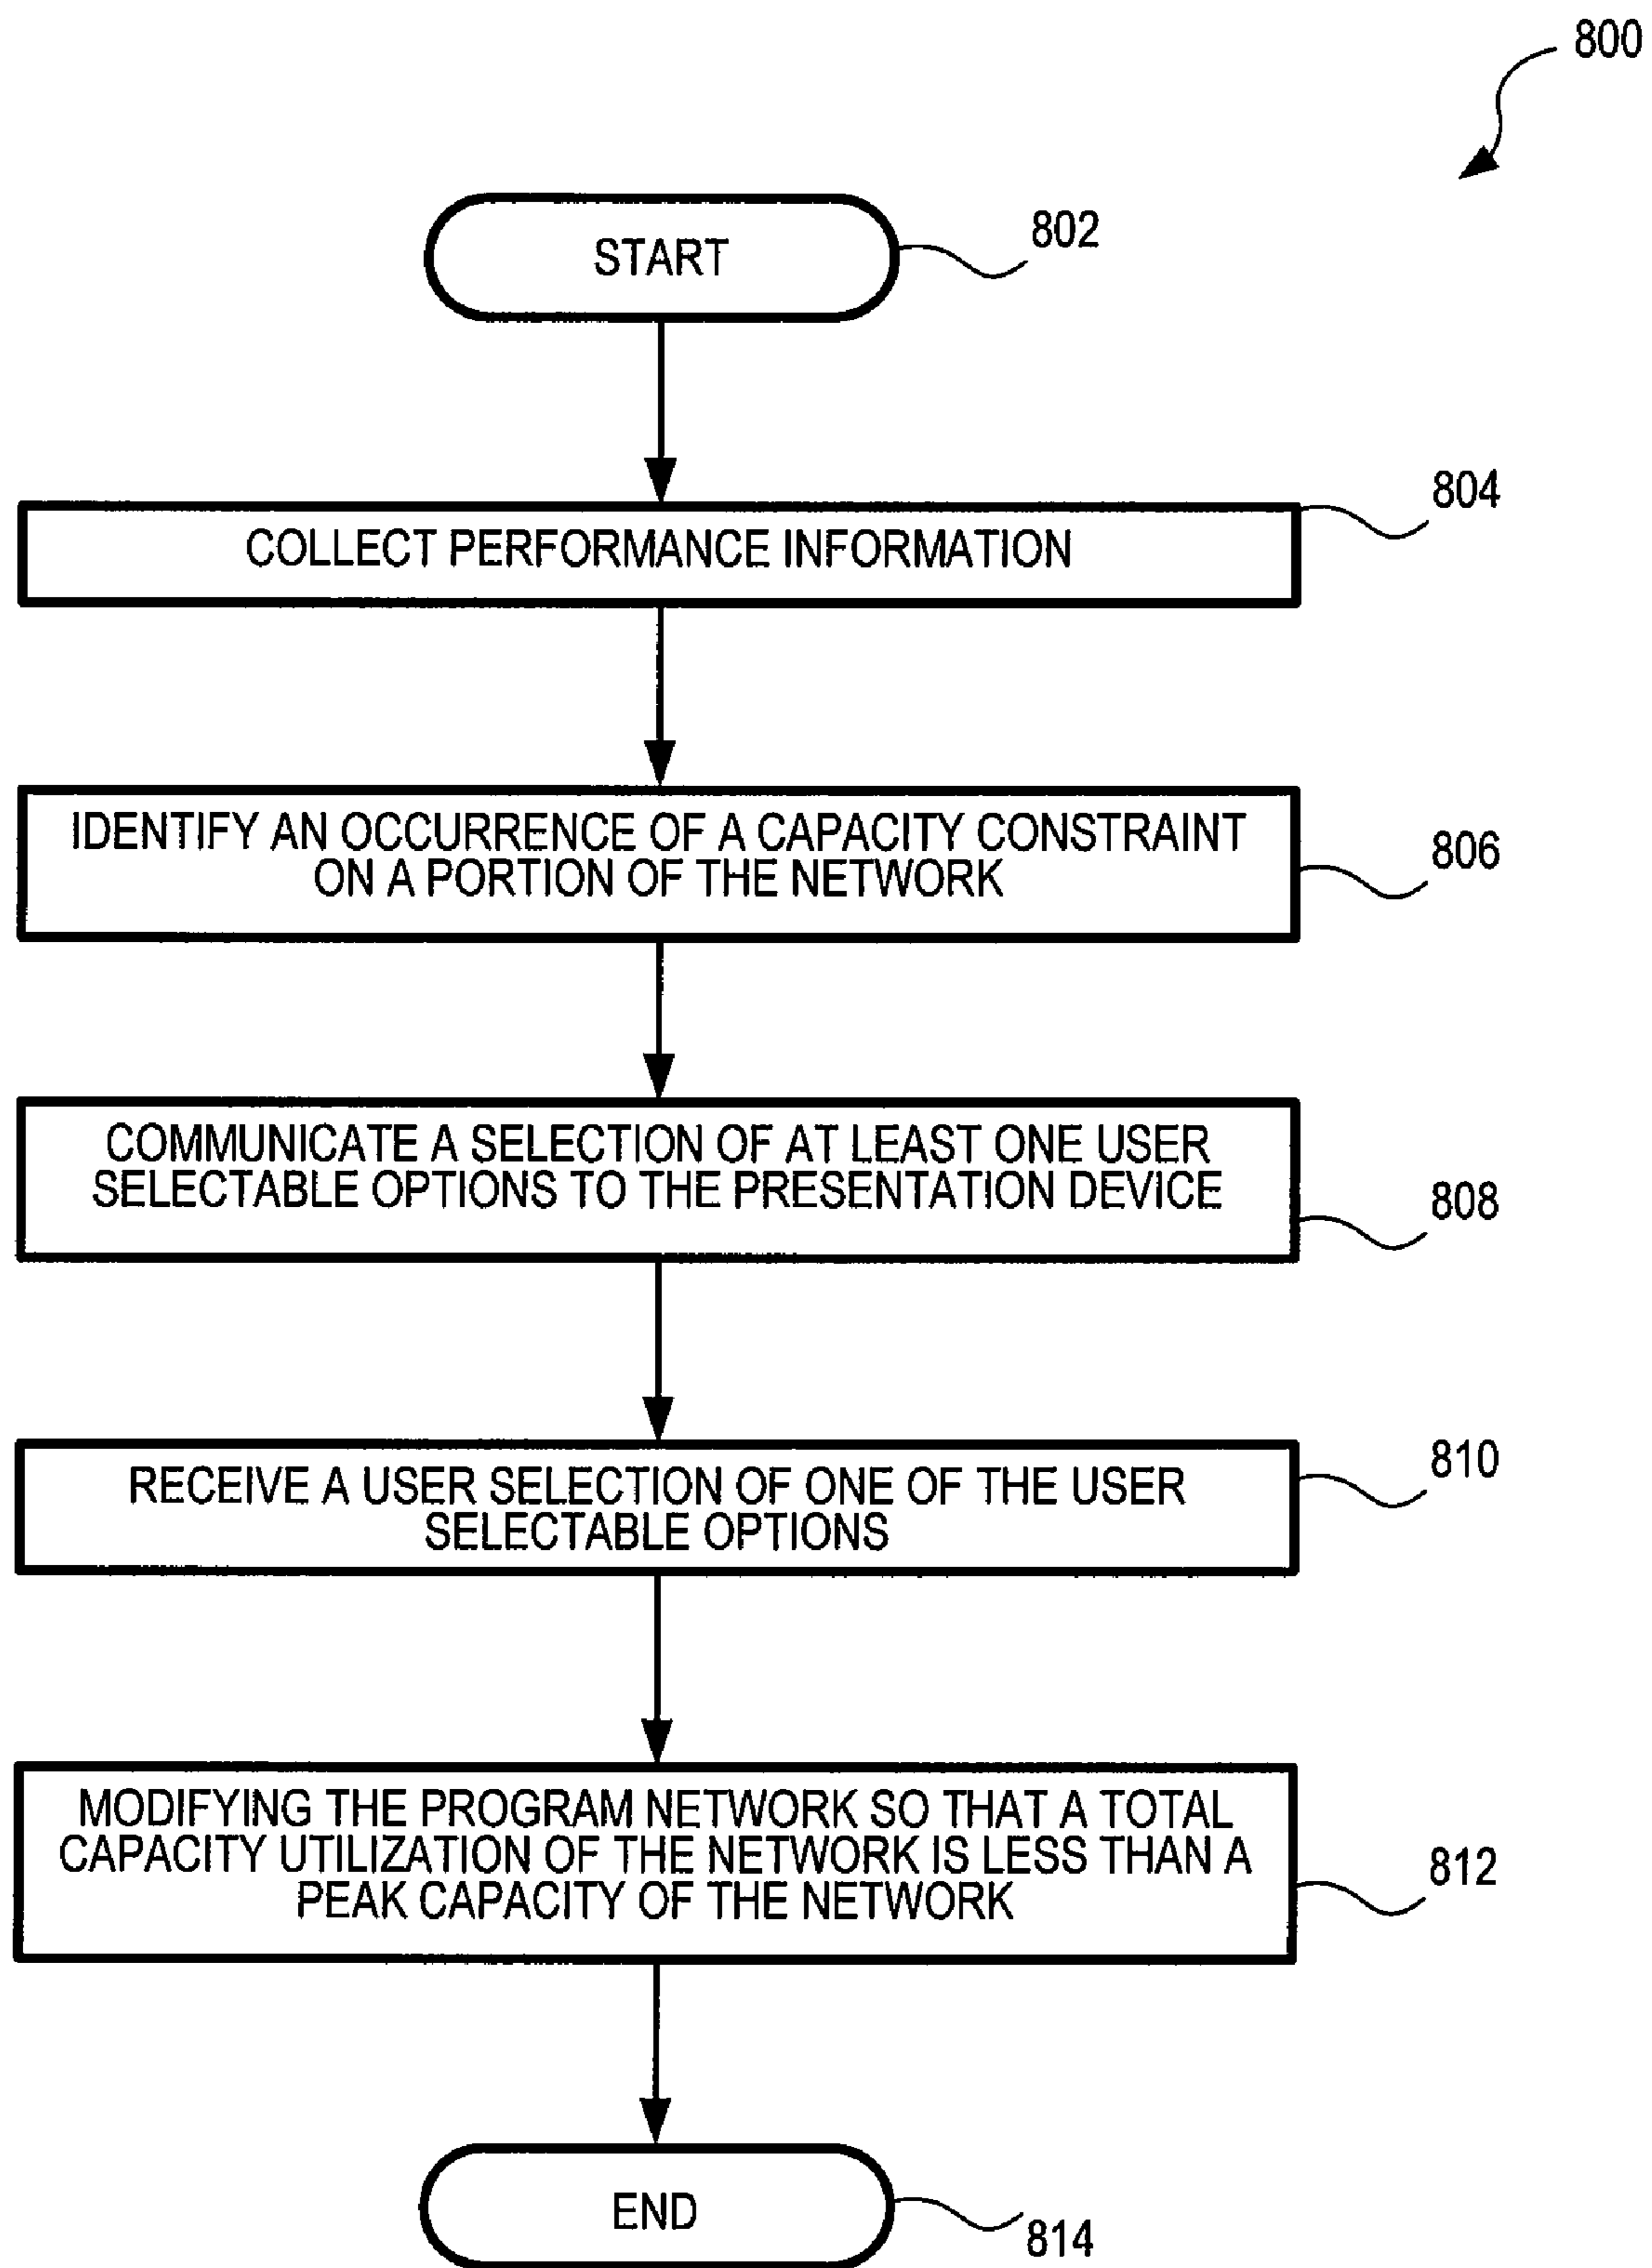 800
START
802
804
COLLECT PERFORMANCE INFORMATION
IDENTIFY AN OCCURRENCE OF A CAPACITY CONSTRAINT
ON A PORTION OF THE NETWORK
806
COMMUNICATE A SELECTION OF AT LEAST ONE USER
SELECTABLE OPTIONS TO THE PRESENTATION DEVICE
808
RECEIVE A USER SELECTION OF ONE OF THE USER
SELECTABLE OPTIONS
810
MODIFYING THE PROGRAM NETWORK SO THAT A TOTAL
CAPACITY UTILIZATION OF THE NETWORK IS LESS THAN A
PEAK CAPACITY OF THE NETWORK
812
END
814